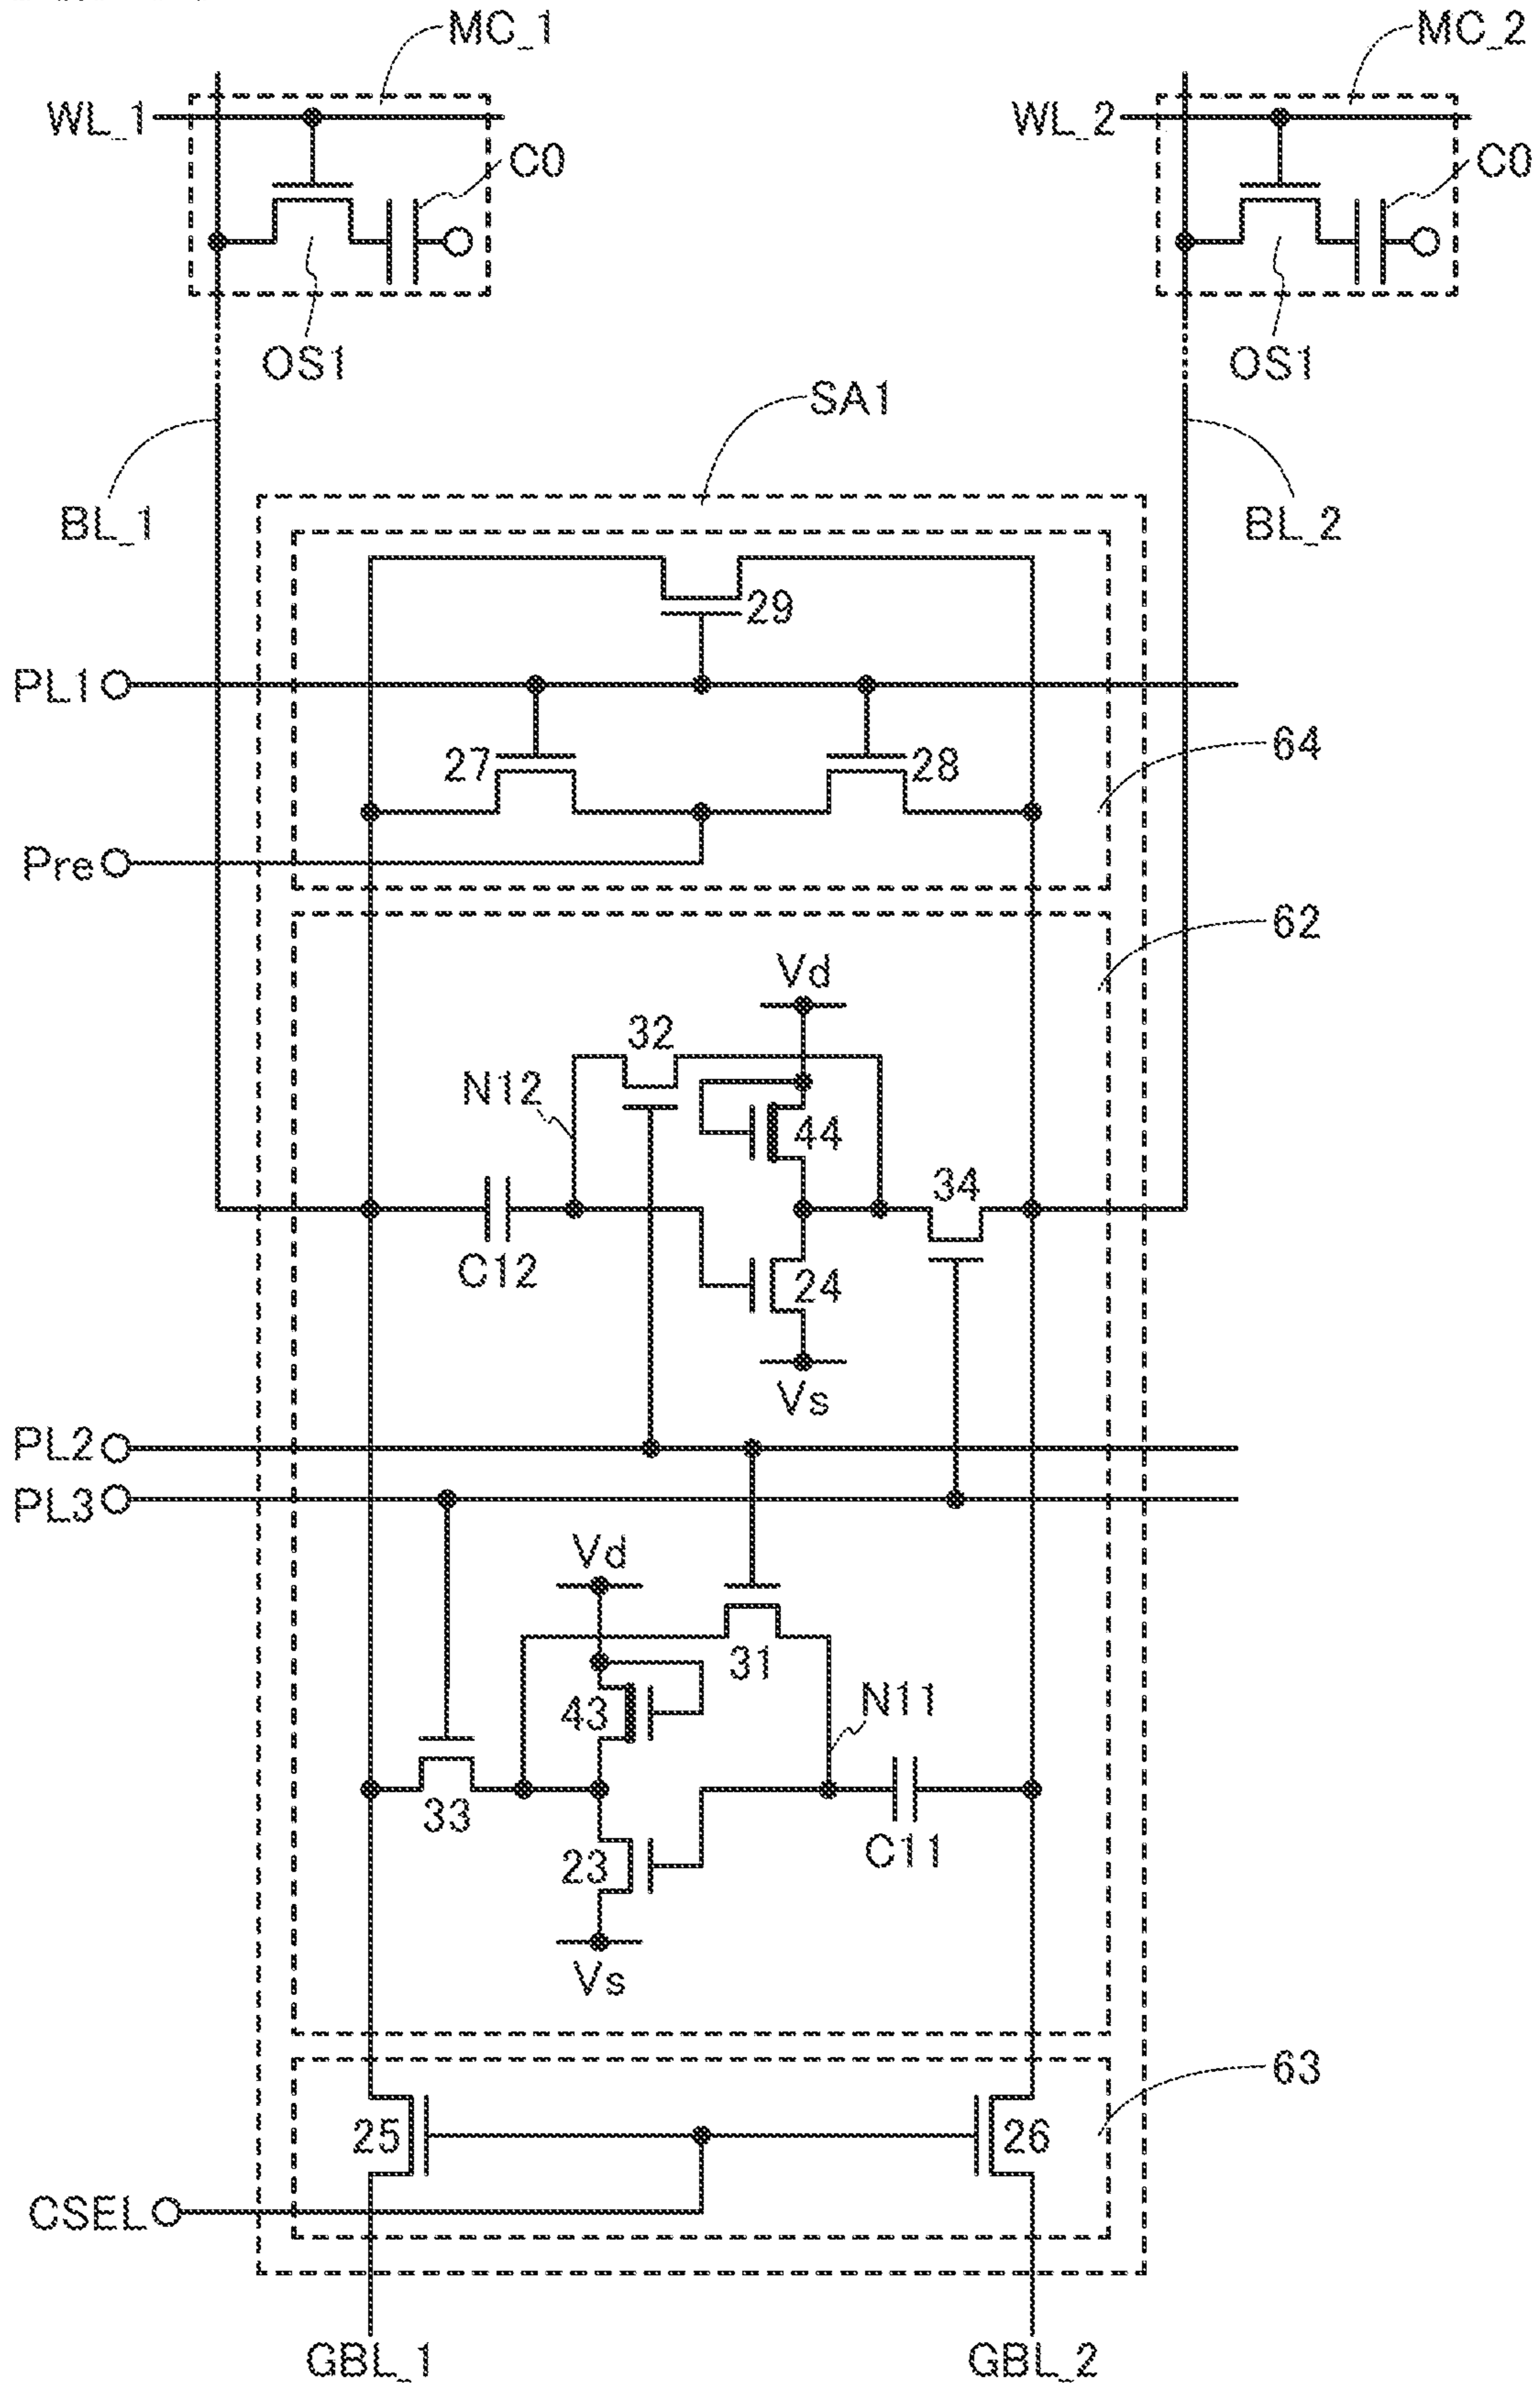 MC_1
MC_2
WL_1
WL_2
C0
C0
OS1
OS1
SA1
BL_1
BL_2
29
PL1
27
28
64
Pre
62
Vd
32
N12
44
34
C12
24
Vs
PL2
PL3
Vd
31
43
N11
33
23
C11
Vs
63
25
26
CSEL
GBL_1
GBL_2